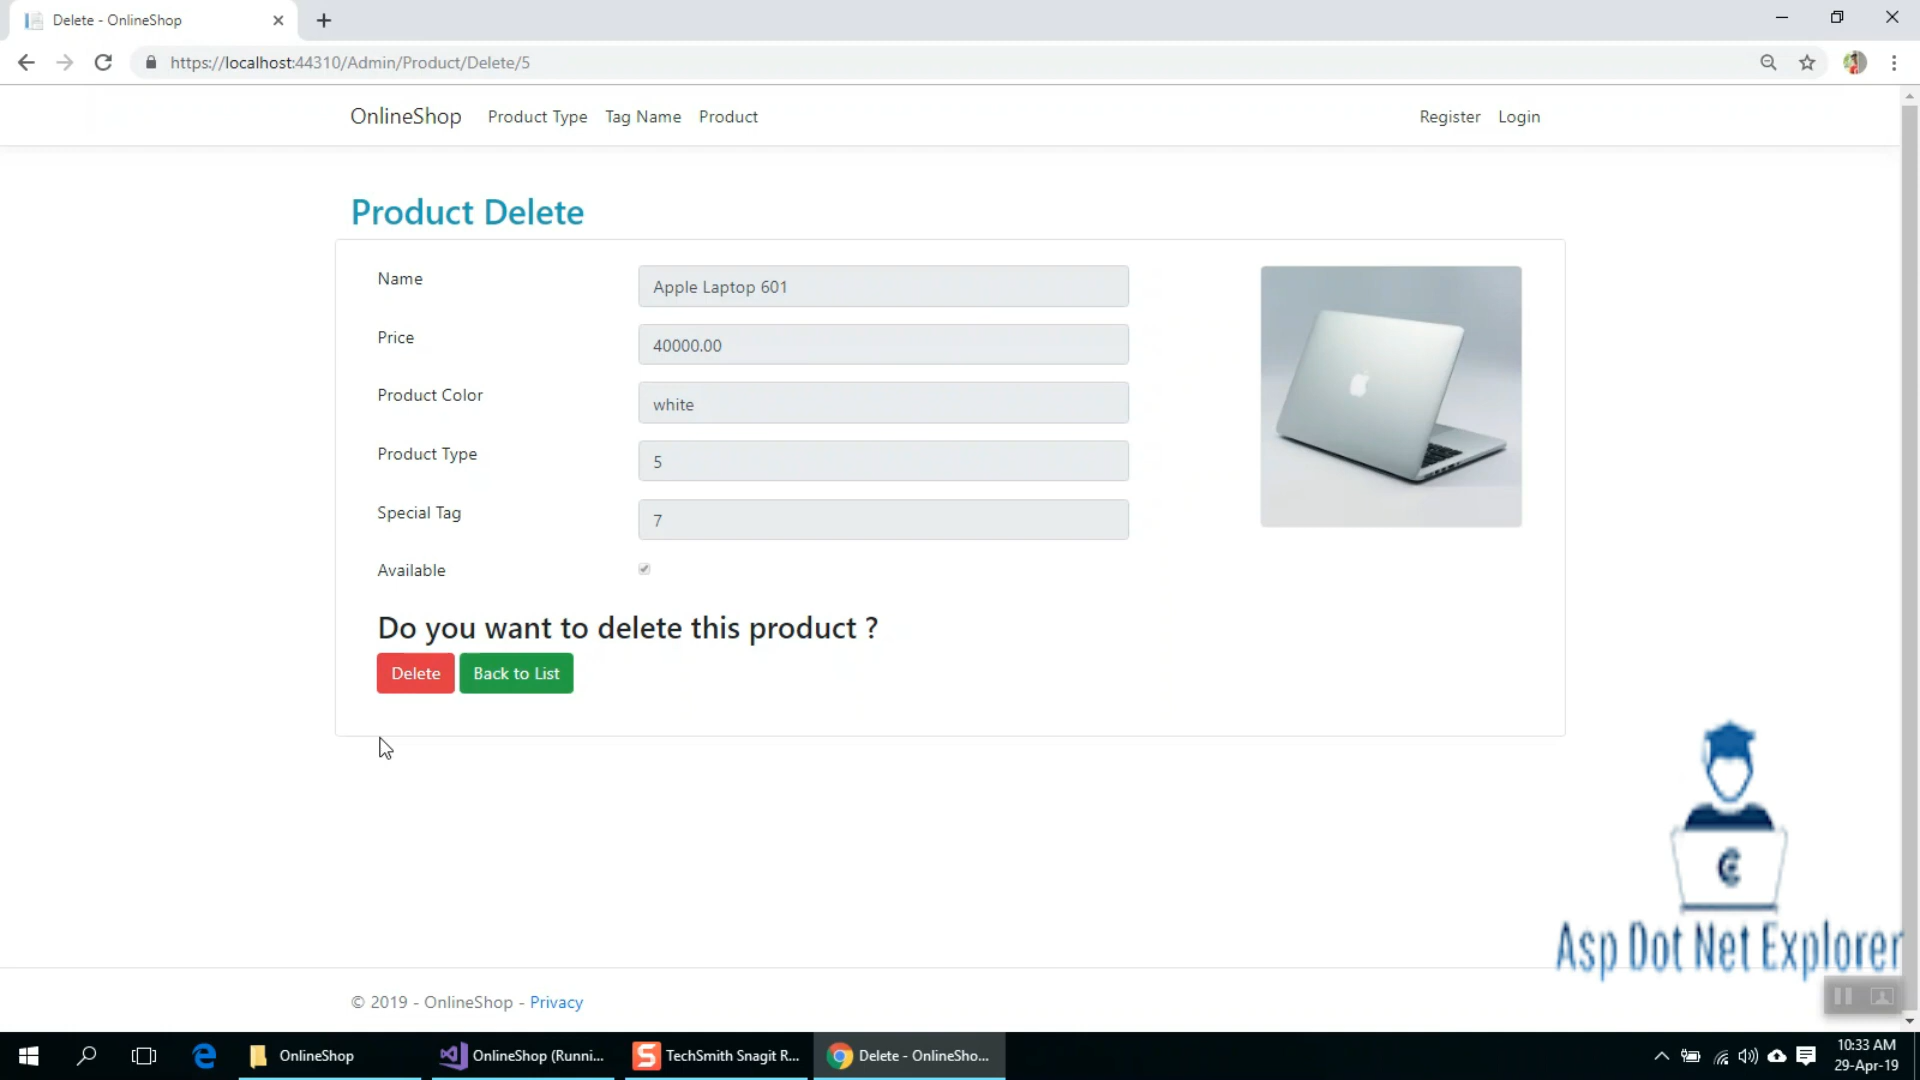 Delete - OnlineShop
https://localhost:44310/Admin/Product/Delete/5
OnlineShop Product Type Tag Name Product Register Login
Product Delete
Name Apple Laptop 601
Price 40000.00
Product Color white
Product Type 5
Special Tag 7
Available
Do you want to delete this product ?
Delete Back to List
Asp Dot Net Explorer
© 2019 - OnlineShop - Privacy
OnlineShop OnlineShop (Runni... TechSmith Snagit R... Delete - OnlineSho... 10:33 AM
29-Apr-19